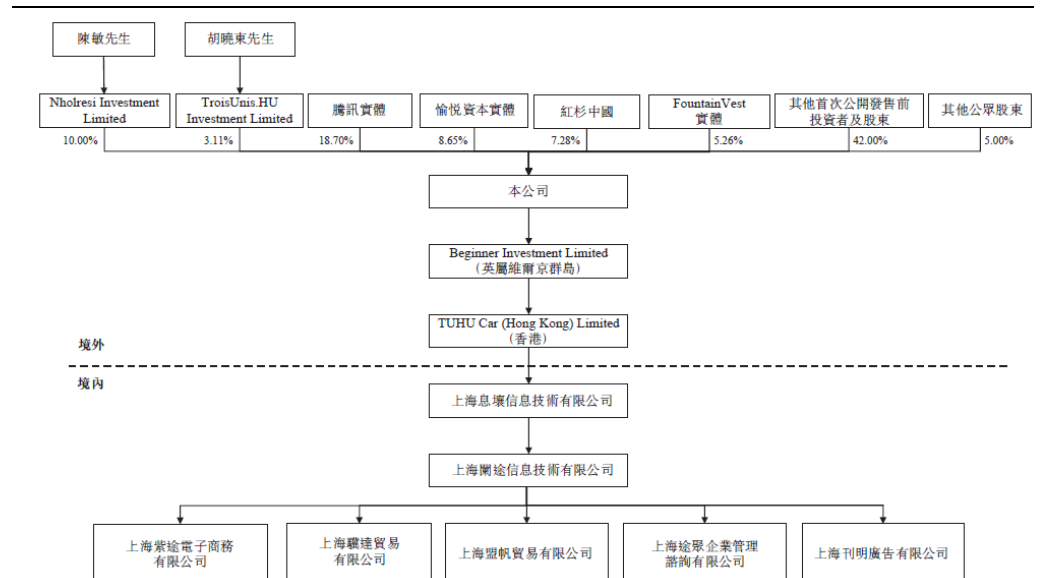 陳敏先生
胡曉東先生
Nholresi Investment
Limited
TroisUnis.HU
Investment Limited
騰訊實體
愉悅資本實體
紅杉中國
FountainVest
實體
其他首次公開發售前
投資者及股東
其他公眾股東
10.00%
3.11%
18.70%
8.65%
7.28%
5.26%
42.00%
5.00%
本公司
Beginner Investment Limited
(英屬維爾京群島)
TUHU Car (Hong Kong) Limited
(香港)
境外
境內
上海息壤信息技術有限公司
上海闌途信息技術有限公司
上海紫途電子商務
有限公司
上海驥達貿易
有限公司
上海盟帆貿易有限公司
上海途聚企業管理
諮詢有限公司
上海刊明廣告有限公司